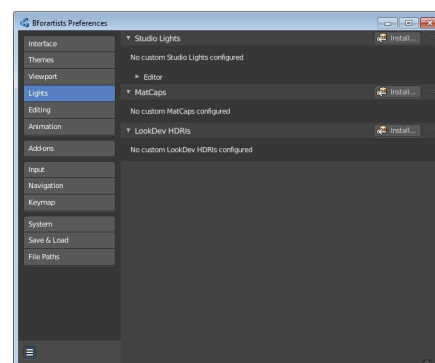 Bforartists Preferences
Interface
Themes
Viewport
Lights
Editing
Animation
Add-ons
Input
Navigation
Keymap
System
Save & Load
File Paths
Studio Lights
Install...
No custom Studio Lights configured
Editor
MatCaps
Install...
No custom MatCaps configured
LookDev HDRIs
Install...
No custom LookDev HDRIs configured